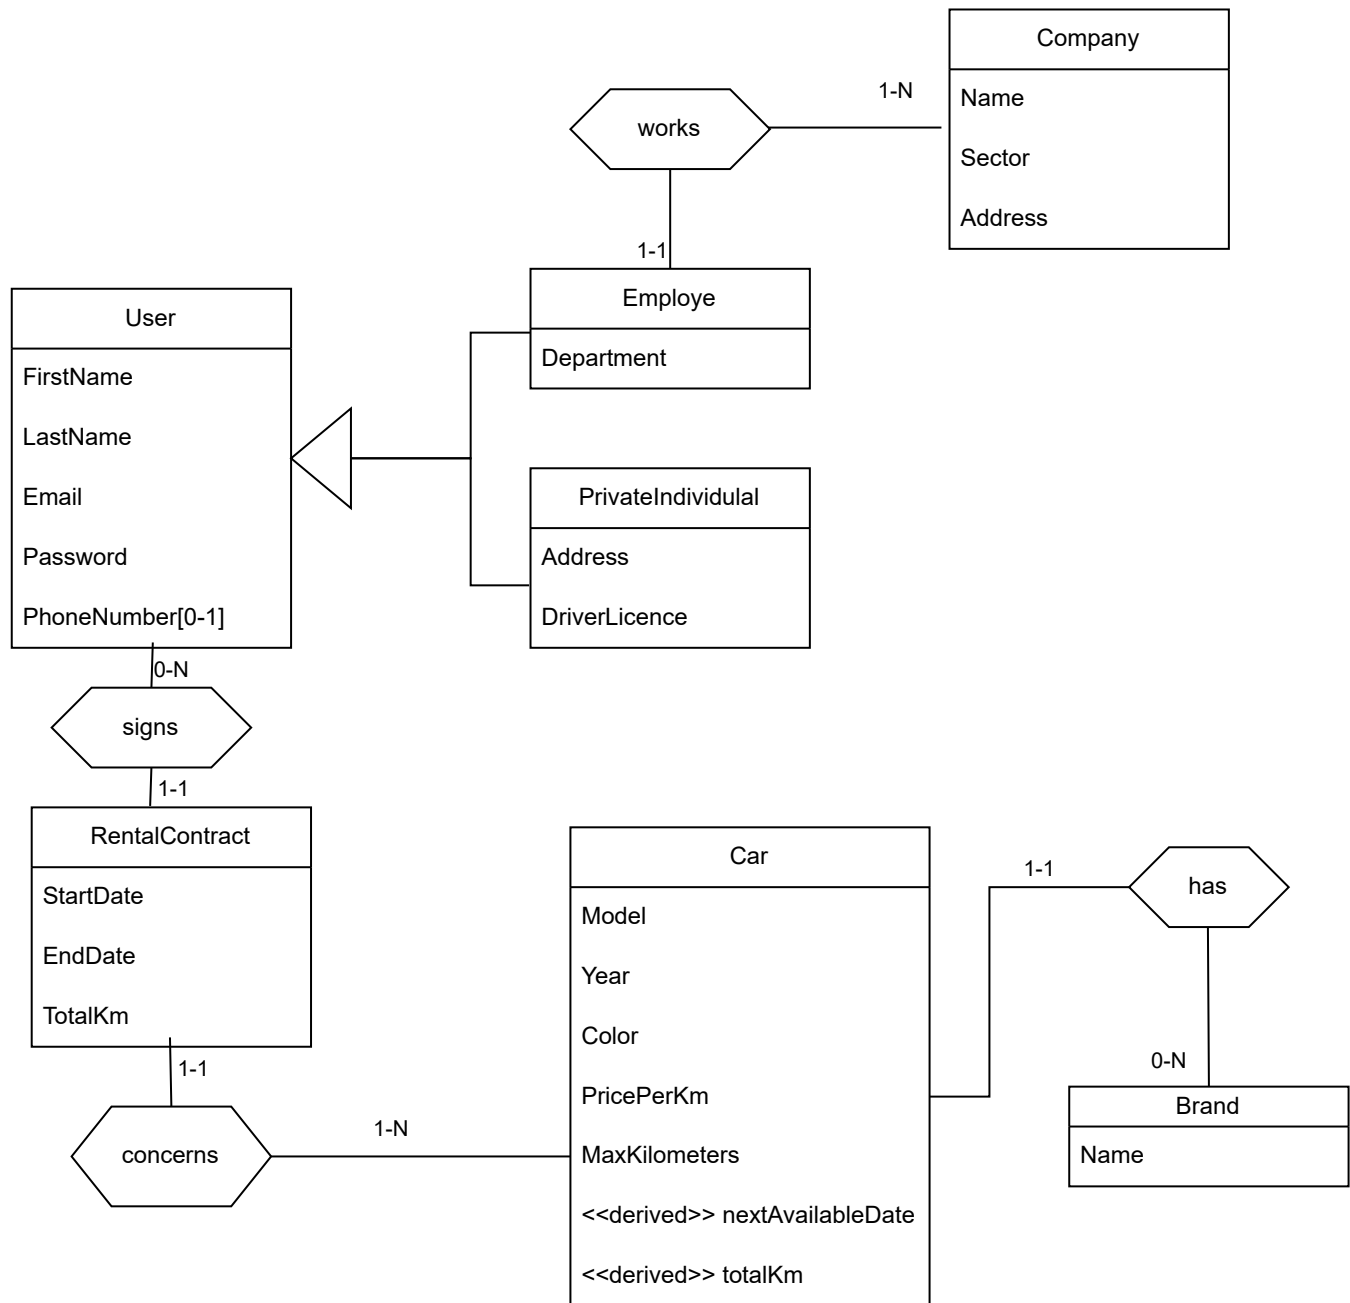 Company
Name
Sector
Address
works
1-N
1-1
Employe
Department
User
FirstName
LastName
Email
Password
PhoneNumber[0-1]
PrivateIndividulal
Address
DriverLicence
0-N
signs
1-1
RentalContract
StartDate
EndDate
TotalKm
1-1
concerns
1-N
Car
Model
Year
Color
PricePerKm
MaxKilometers
<<derived>> nextAvailableDate
<<derived>> totalKm
1-1
has
0-N
Brand
Name